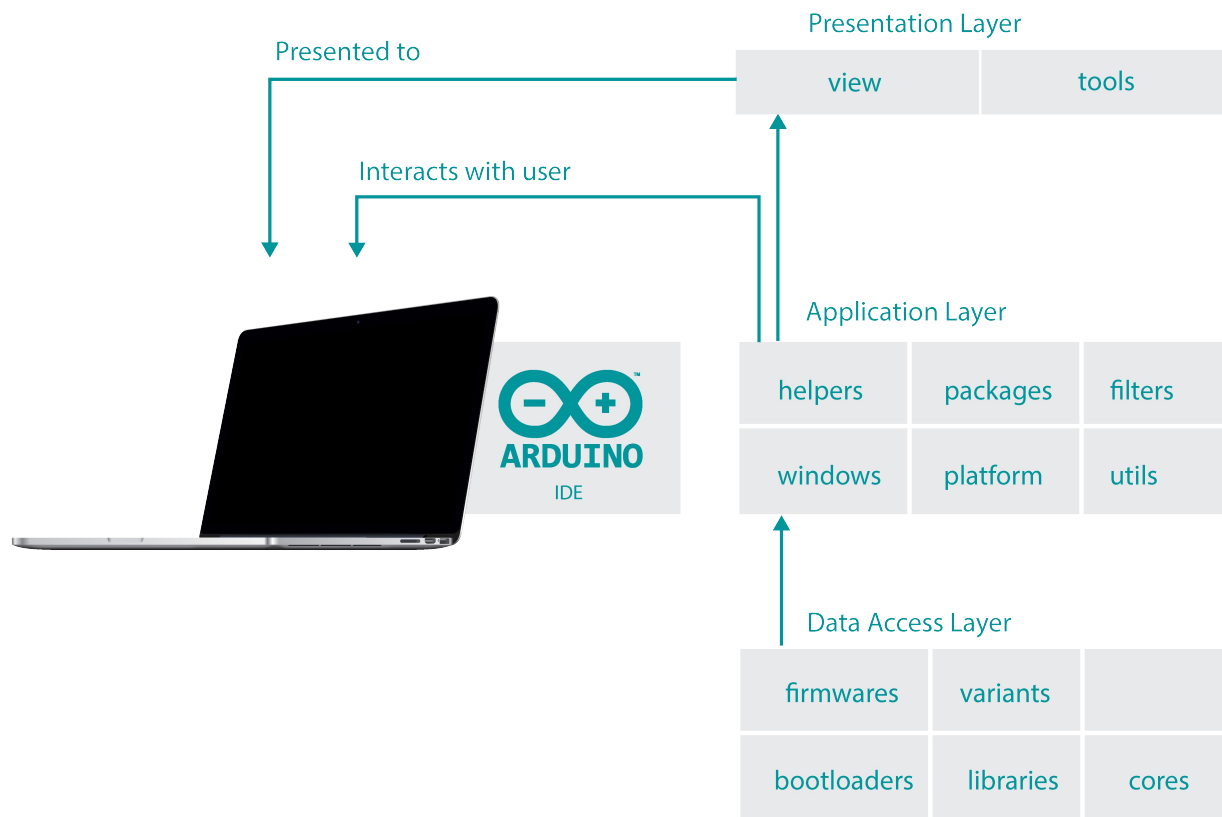 Presentation Layer
Presented to
view
tools
Interacts with user
Application Layer
helpers
packages
filters
ARDUINO
™
IDE
windows
platform
utils
Data Access Layer
firmwares
variants
bootloaders
libraries
cores